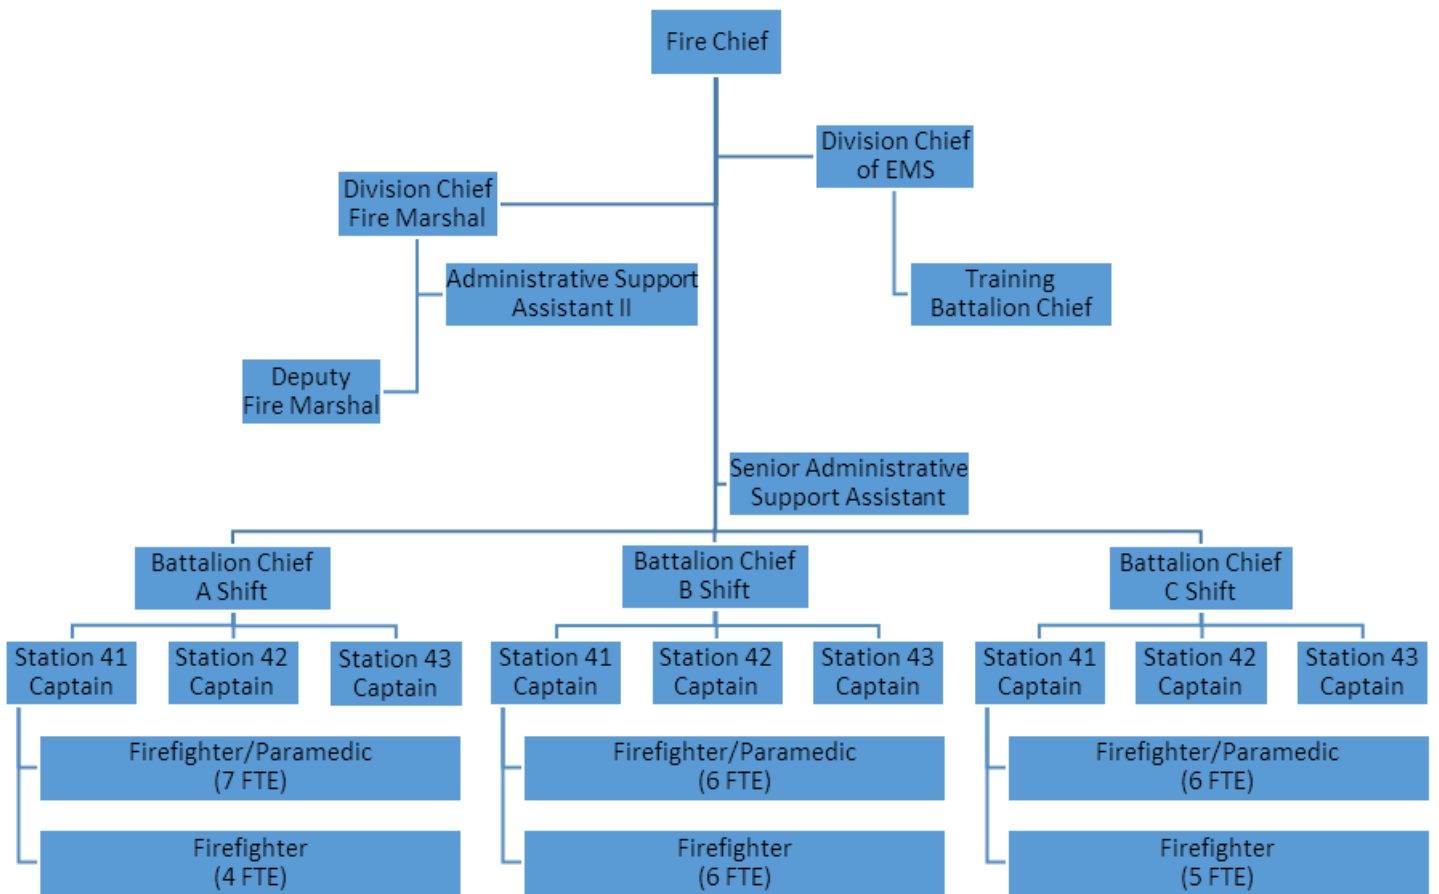 Fire Chief
Division Chief
of EMS
Division Chief
Fire Marshal
Administrative Support
Assistant II
Training
Battalion Chief
Deputy
Fire Marshal
Senior Administrative
Support Assistant
Battalion Chief
A Shift
Battalion Chief
B Shift
Battalion Chief
C Shift
Station 41
Captain
Station 42
Captain
Station 43
Captain
Station 41
Captain
Station 42
Captain
Station 43
Captain
Station 41
Captain
Station 42
Captain
Station 43
Captain
Firefighter/Paramedic
(7 FTE)
Firefighter/Paramedic
(6 FTE)
Firefighter/Paramedic
(6 FTE)
Firefighter
(4 FTE)
Firefighter
(6 FTE)
Firefighter
(5 FTE)